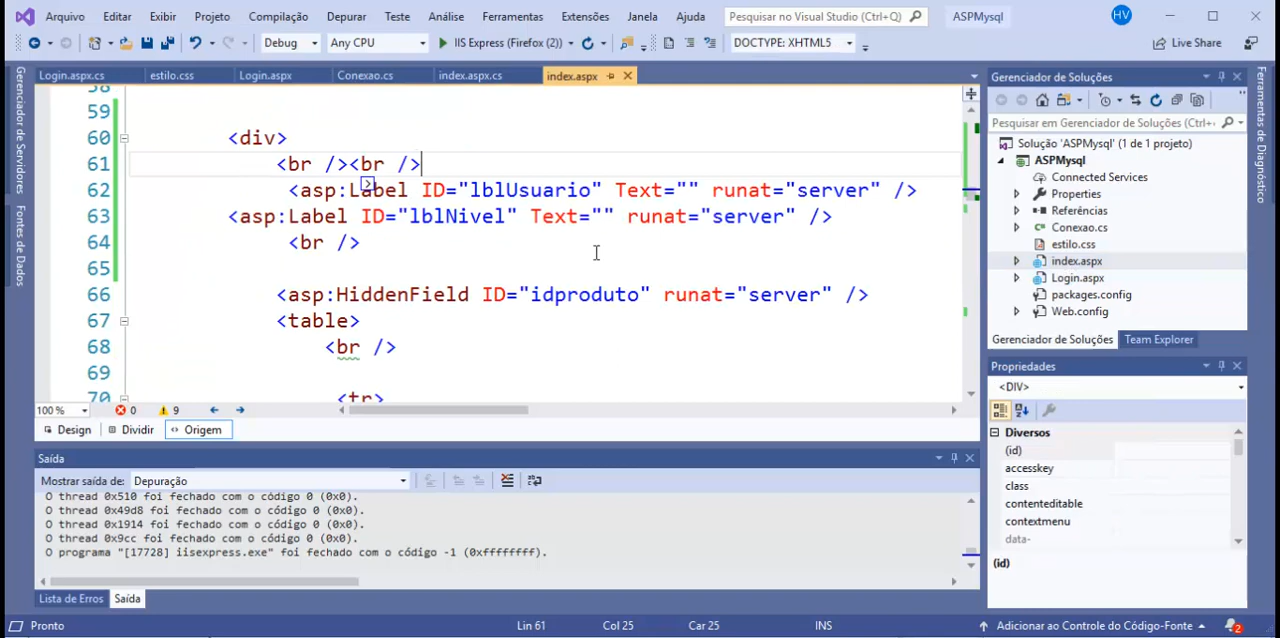 Arquivo Editar Exibir Projeto Compilação Depurar Teste Análise Ferramentas Extensões Janela Ajuda Pesquisar no Visual Studio (Ctrl+Q) ASPMysql HV
Debug Any CPU IIS Express (Firefox (2)) DOCTYPE: XHTML5 Live Share
Gerenciador de Servidores
Fontes de Dados
Login.aspx.cs estilo.css Login.aspx Conexao.cs index.aspx.cs index.aspx
58
59
60 <div>
61 <br /><br />
62 <asp:Label ID="lblUsuario" Text="" runat="server" />
63 <asp:Label ID="lblNivel" Text="" runat="server" />
64 <br />
65
66 <asp:HiddenField ID="idproduto" runat="server" />
67 <table>
68 <br />
69
70 <tr>
100 % 0 9
Design Dividir Origem
Saída
Mostrar saída de: Depuração
O thread 0x510 foi fechado com o código 0 (0x0).
O thread 0x49d8 foi fechado com o código 0 (0x0).
O thread 0x1914 foi fechado com o código 0 (0x0).
O thread 0x9cc foi fechado com o código 0 (0x0).
O programa "[17728] iisexpress.exe" foi fechado com o código -1 (0xffffffff).
Lista de Erros Saída
Gerenciador de Soluções
Pesquisar em Gerenciador de Soluções (Ctrl+
Solução 'ASPMysql' (1 de 1 projeto)
ASPMysql
Connected Services
Properties
Referências
Conexao.cs
estilo.css
index.aspx
Login.aspx
packages.config
Web.config
Gerenciador de Soluções Team Explorer
Propriedades
<DIV>
Diversos
(id)
accesskey
class
contenteditable
contextmenu
data-
(id)
Ferramentas de Diagnóstico
Pronto Lin 61 Col 25 Car 25 INS Adicionar ao Controle do Código-Fonte 2